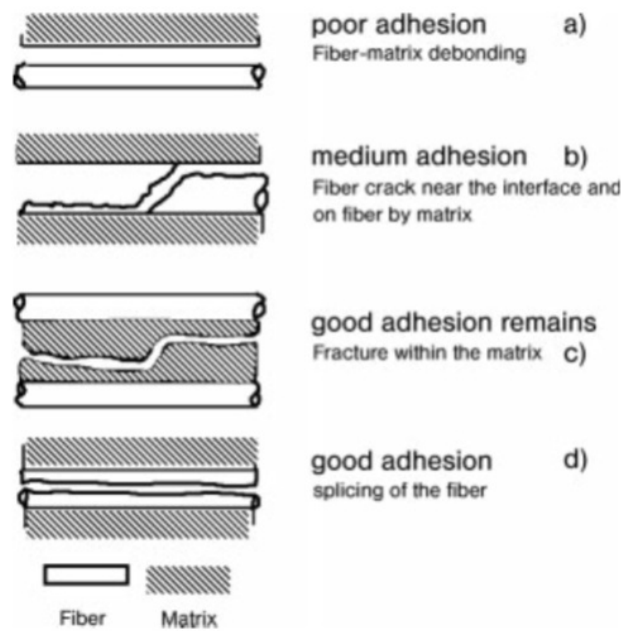 poor adhesion a)
Fiber-matrix debonding
medium adhesion b)
Fiber crack near the interface and
on fiber by matrix
good adhesion remains
Fracture within the matrix c)
good adhesion d)
splicing of the fiber
Fiber Matrix